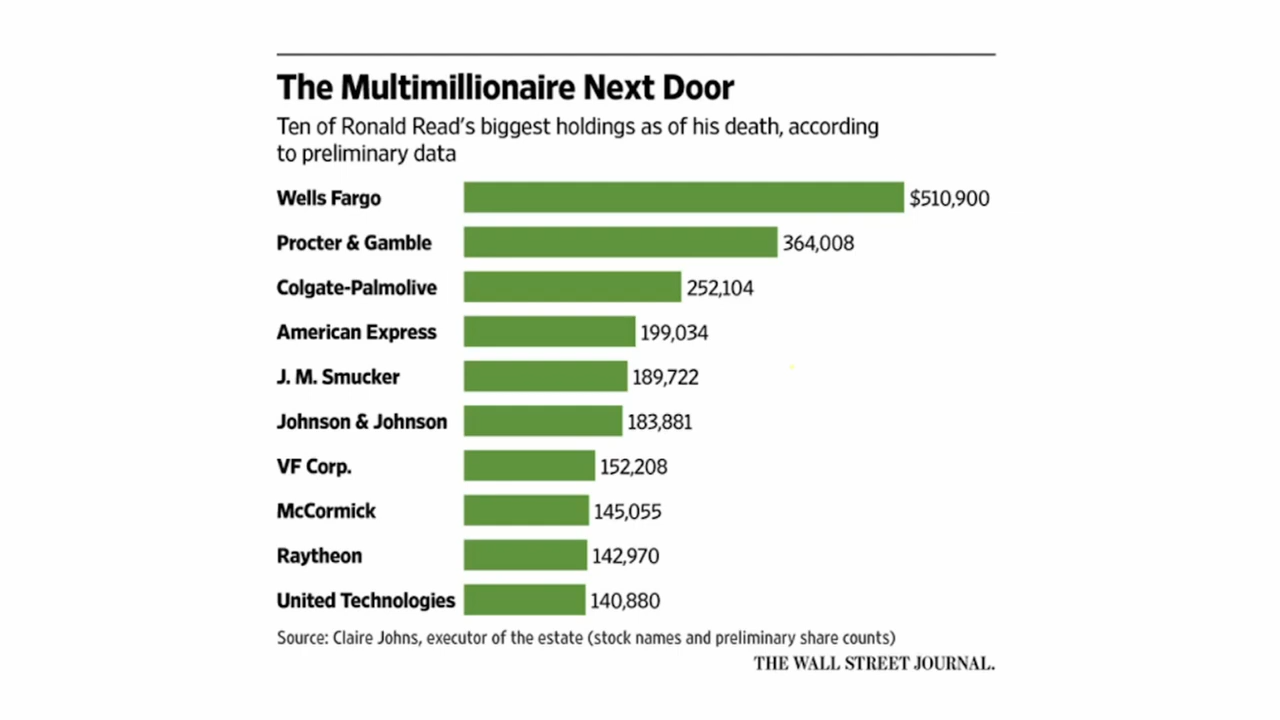 The Multimillionaire Next Door
Ten of Ronald Read's biggest holdings as of his death, according
to preliminary data
Wells Fargo $510,900
Procter & Gamble 364,008
Colgate-Palmolive 252,104
American Express 199,034
J. M. Smucker 189,722
Johnson & Johnson 183,881
VF Corp. 152,208
McCormick 145,055
Raytheon 142,970
United Technologies 140,880
Source: Claire Johns, executor of the estate (stock names and preliminary share counts)
THE WALL STREET JOURNAL.